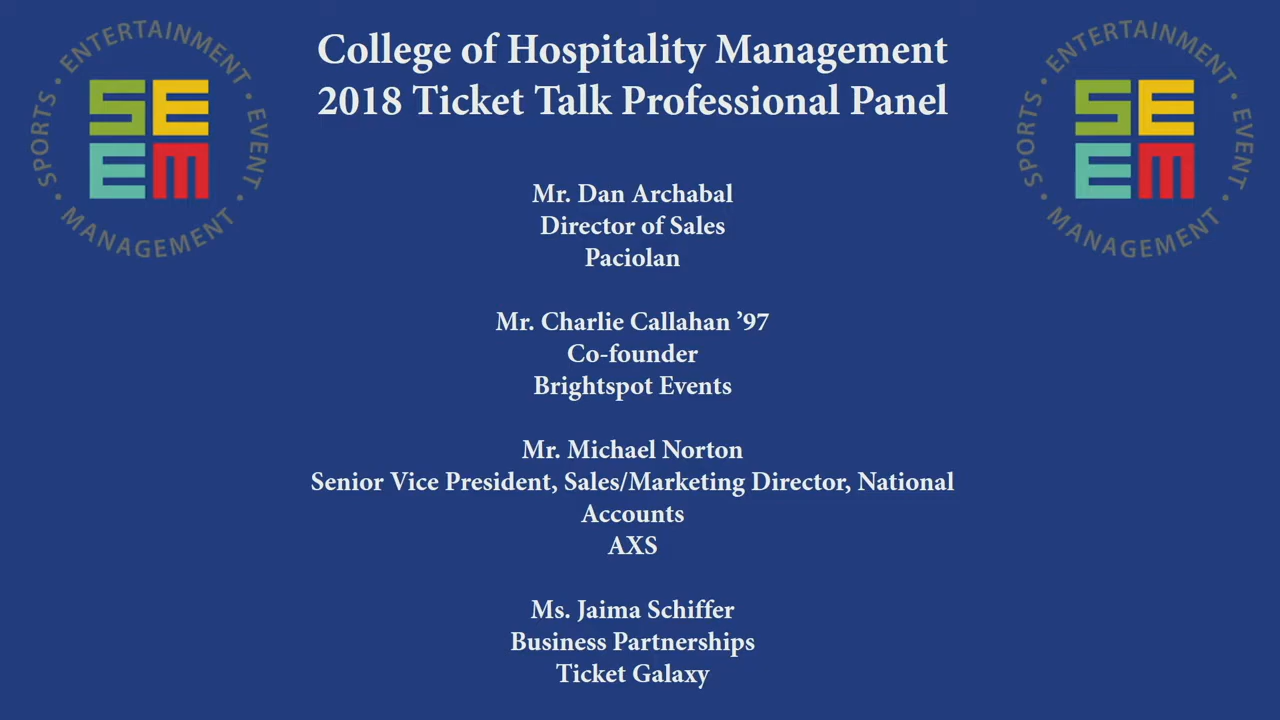 College of Hospitality Management
2018 Ticket Talk Professional Panel
SPORTS • ENTERTAINMENT • EVENT • MANAGEMENT •
SE
EM
SPORTS • ENTERTAINMENT • EVENT • MANAGEMENT •
SE
EM
Mr. Dan Archabal
Director of Sales
Paciolan
Mr. Charlie Callahan ’97
Co-founder
Brightspot Events
Mr. Michael Norton
Senior Vice President, Sales/Marketing Director, National
Accounts
AXS
Ms. Jaima Schiffer
Business Partnerships
Ticket Galaxy